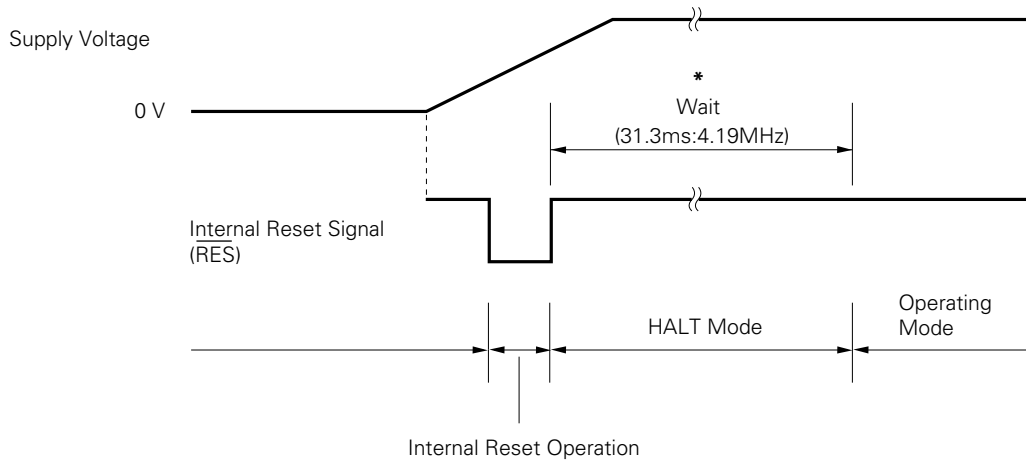 Supply Voltage
0 V
*
Wait
(31.3ms:4.19MHz)
Internal Reset Signal
(RES)
HALT Mode
Operating
Mode
Internal Reset Operation